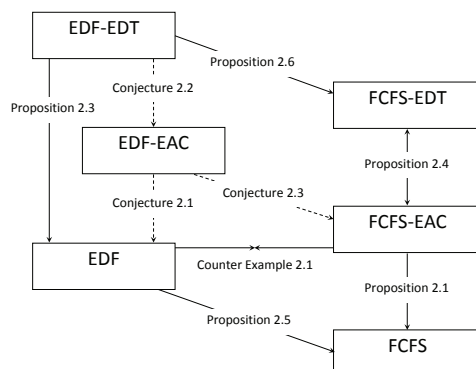 EDF-EDT
Proposition 2.6
Proposition 2.3
Conjecture 2.2
FCFS-EDT
EDF-EAC
Proposition 2.4
Conjecture 2.3
Conjecture 2.1
FCFS-EAC
EDF
Counter Example 2.1
Proposition 2.1
Proposition 2.5
FCFS